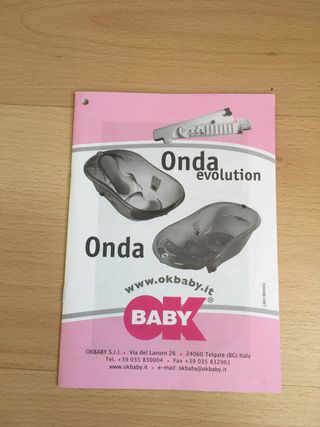 Onda
evolution
Onda
www.okbaby.it
OK
BABY
®
OKBABY S.r.l. • Via del Lavoro 26 • 24060 Telgate (BG) Italy
Tel. +39 035 830004 • Fax +39 035 832961
www.okbaby.it • e-mail: okbaby@okbaby.it